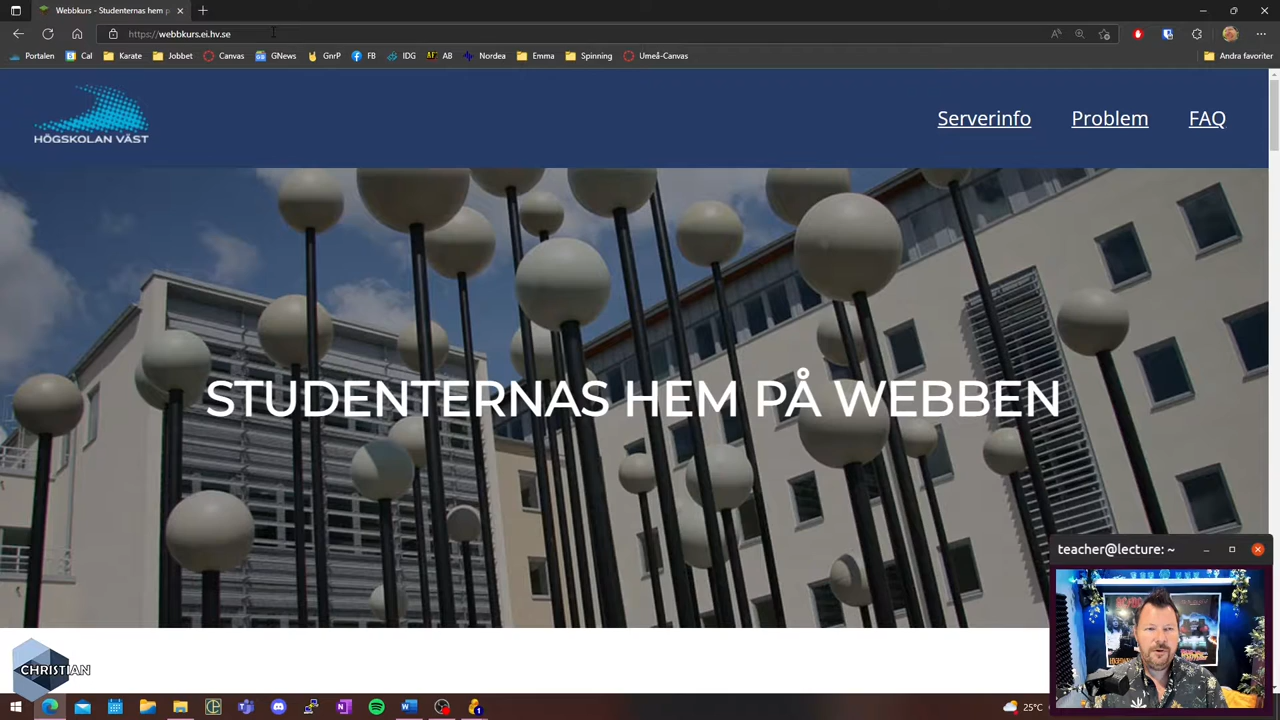 Webbkurs - Studenternas hem p
https://webbkurs.ei.hv.se
Portalen Cal Karate Jobbet Canvas GNews GnrP FB IDG AB Nordea Emma Spinning Umeå-Canvas Andra favoriter
HÖGSKOLAN VÄST
Serverinfo Problem FAQ
STUDENTERNAS HEM PÅ WEBBEN
teacher@lecture: ~
CHRISTIAN
25°C